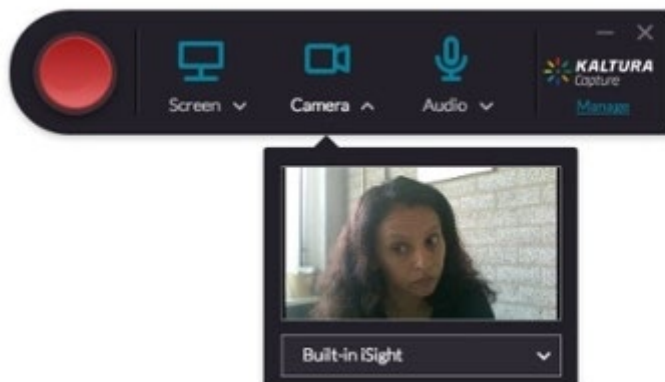 Screen
Camera
Audio
KALTURA
Capture
Manage
Built-in iSight